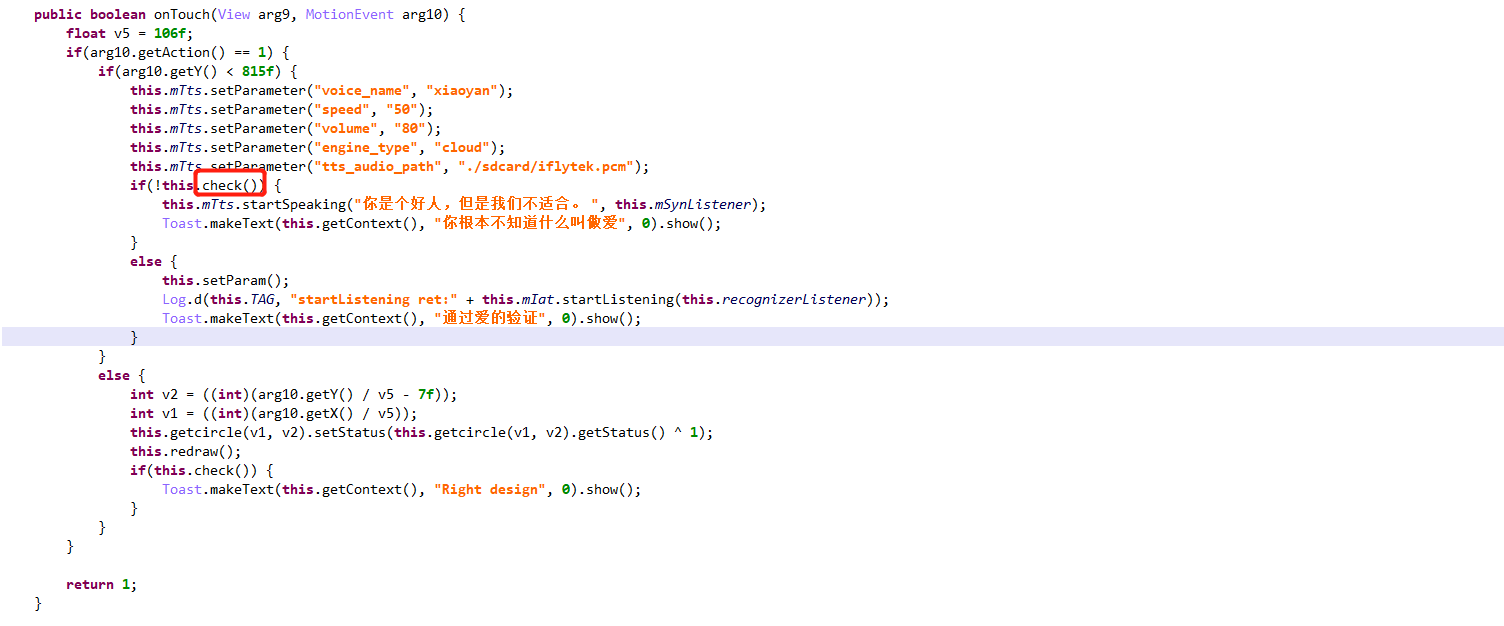 public boolean onTouch(View arg9, MotionEvent arg10) {
float v5 = 106f;
if(arg10.getAction() == 1) {
if(arg10.getY() < 815f) {
this.mTts.setParameter("voice_name", "xiaoyan");
this.mTts.setParameter("speed", "50");
this.mTts.setParameter("volume", "80");
this.mTts.setParameter("engine_type", "cloud");
this.mTts.setParameter("tts_audio_path", "./sdcard/iflytek.pcm");
if(!this.check()) {
this.mTts.startSpeaking("你是个好人，但是我们不适合。 ", this.mSynListener);
Toast.makeText(this.getContext(), "你根本不知道什么叫做爱", 0).show();
}
else {
this.setParam();
Log.d(this.TAG, "startListening ret:" + this.mIat.startListening(this.recognizerListener));
Toast.makeText(this.getContext(), "通过爱的验证", 0).show();
}
}
else {
int v2 = ((int)(arg10.getY() / v5 - 7f));
int v1 = ((int)(arg10.getX() / v5));
this.getcircle(v1, v2).setStatus(this.getcircle(v1, v2).getStatus() ^ 1);
this.redraw();
if(this.check()) {
Toast.makeText(this.getContext(), "Right design", 0).show();
}
}
}
return 1;
}